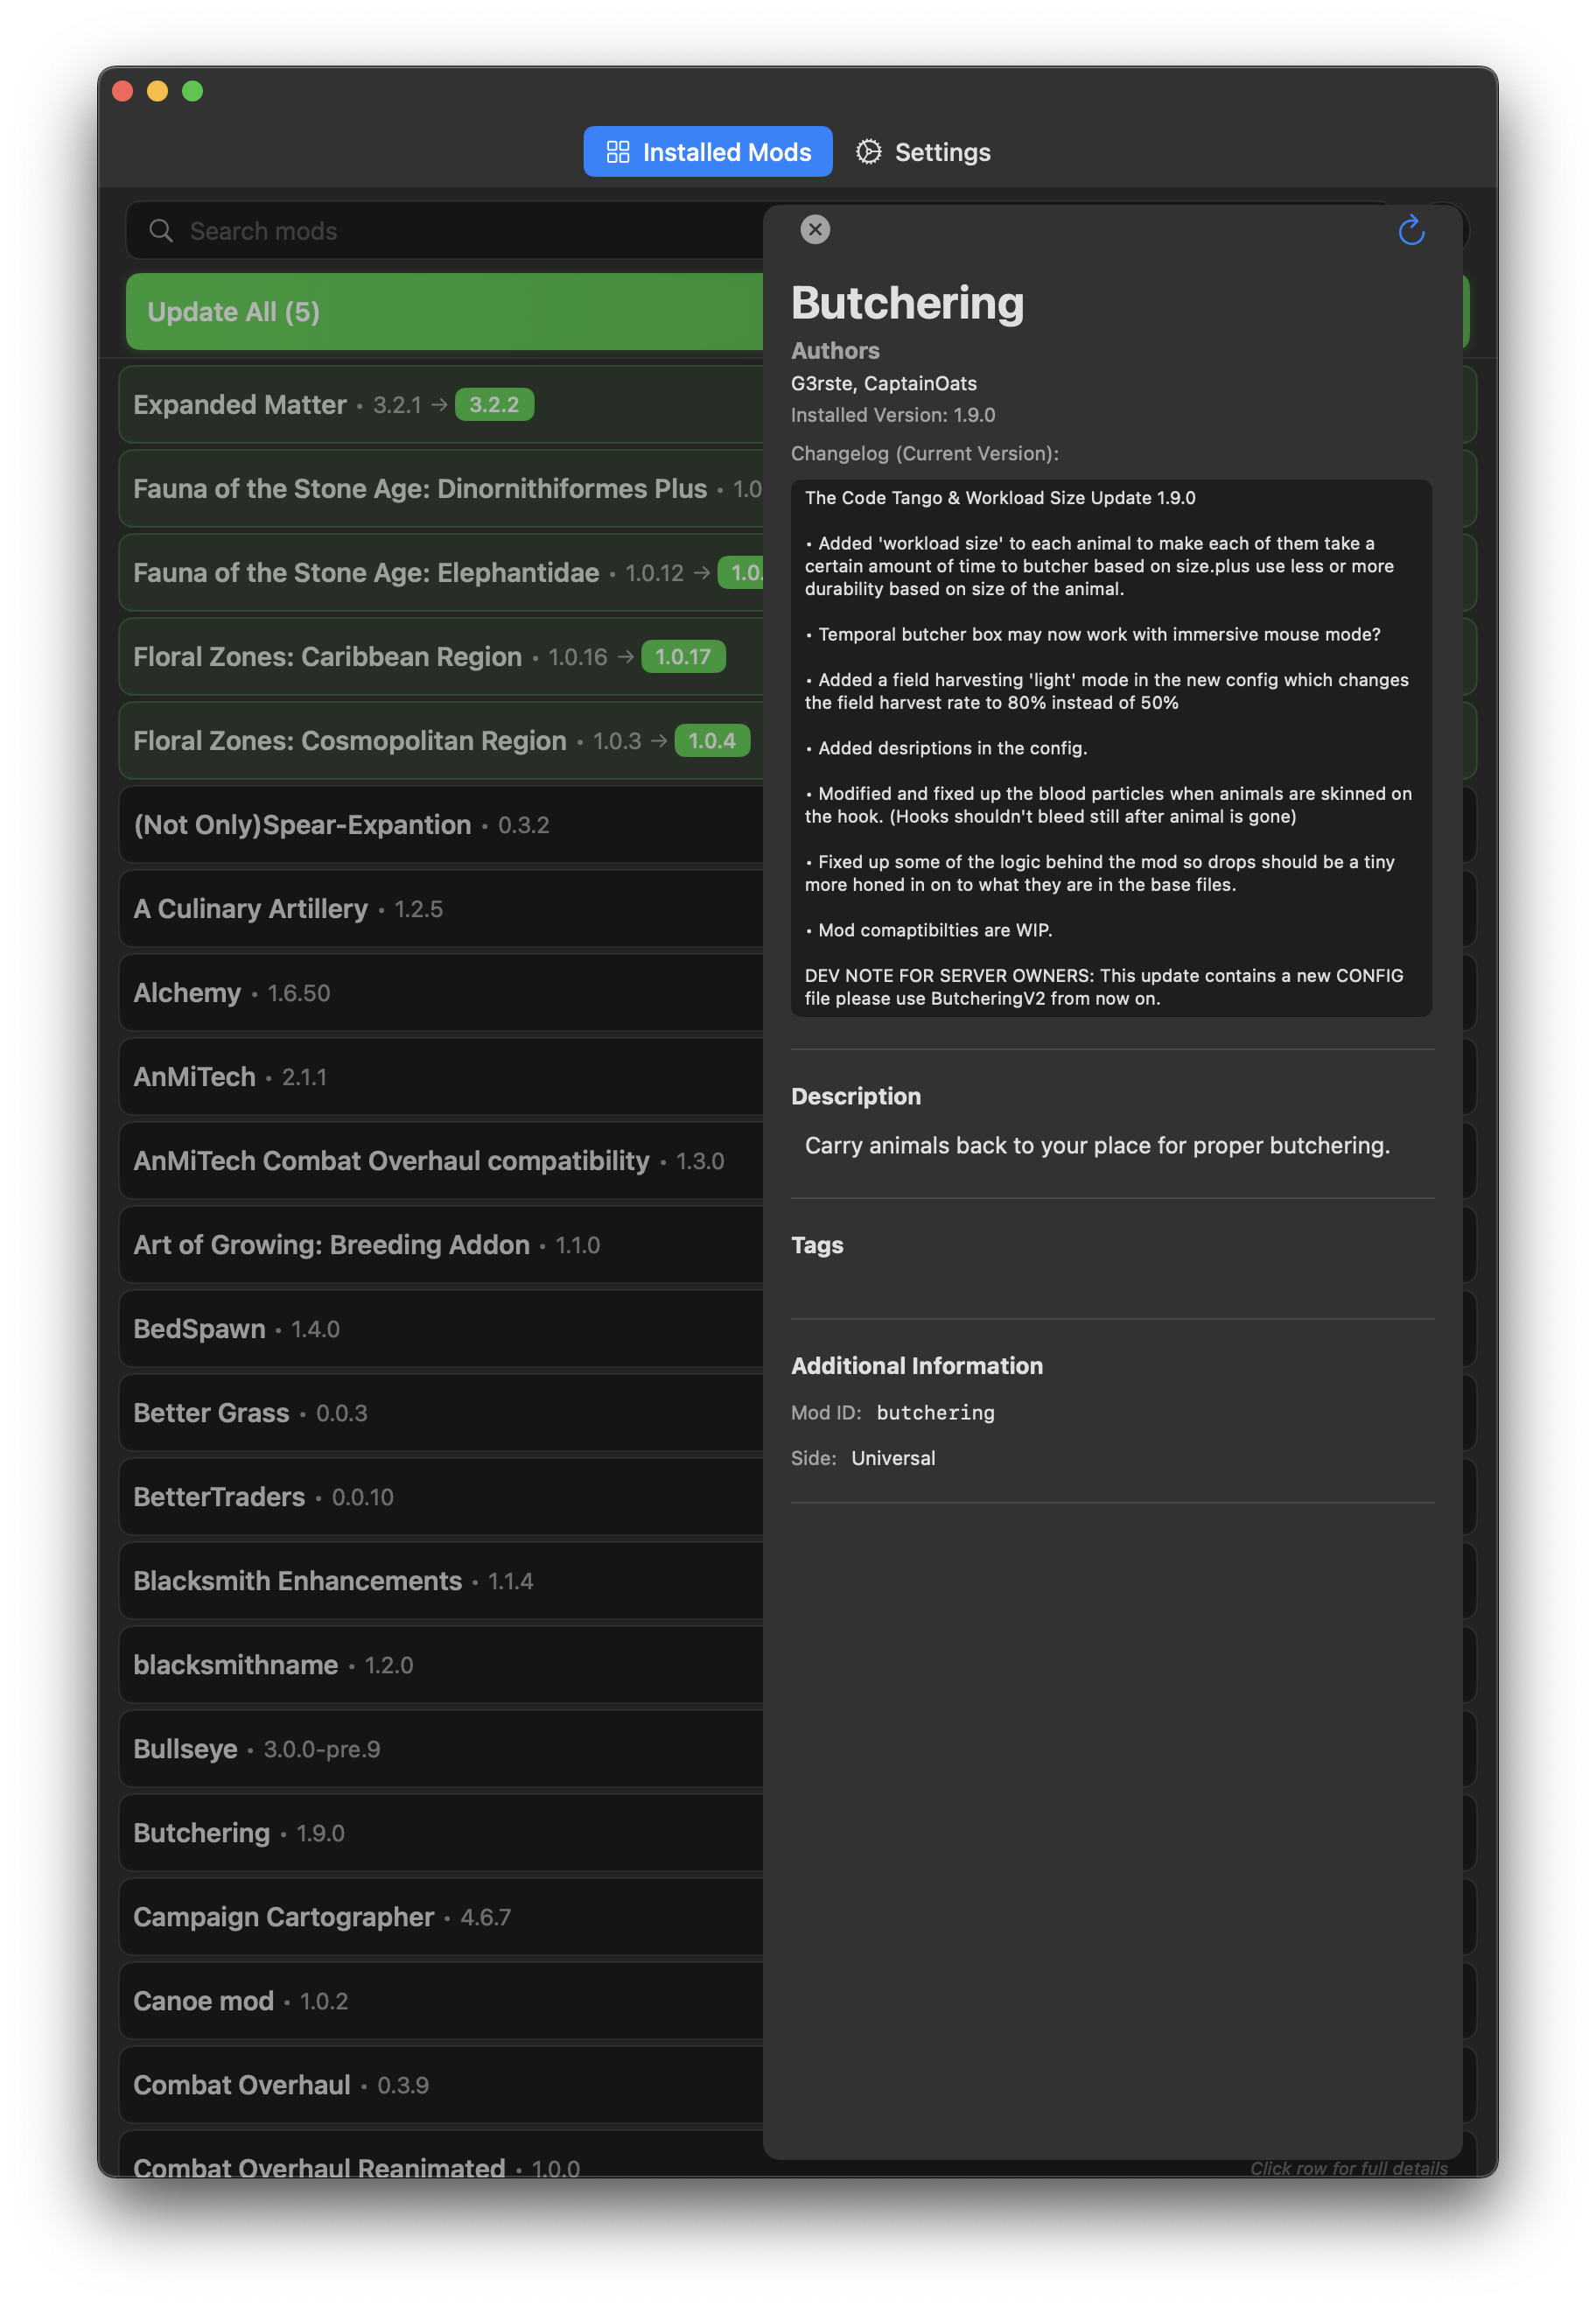 Installed Mods
Settings
Search mods
Update All (5)
Expanded Matter • 3.2.1 → 3.2.2
Fauna of the Stone Age: Dinornithiformes Plus • 1.0
Fauna of the Stone Age: Elephantidae • 1.0.12 → 1.0.
Floral Zones: Caribbean Region • 1.0.16 → 1.0.17
Floral Zones: Cosmopolitan Region • 1.0.3 → 1.0.4
(Not Only)Spear-Expantion • 0.3.2
A Culinary Artillery • 1.2.5
Alchemy • 1.6.50
AnMiTech • 2.1.1
AnMiTech Combat Overhaul compatibility • 1.3.0
Art of Growing: Breeding Addon • 1.1.0
BedSpawn • 1.4.0
Better Grass • 0.0.3
BetterTraders • 0.0.10
Blacksmith Enhancements • 1.1.4
blacksmithname • 1.2.0
Bullseye • 3.0.0-pre.9
Butchering • 1.9.0
Campaign Cartographer • 4.6.7
Canoe mod • 1.0.2
Combat Overhaul • 0.3.9
Combat Overhaul Reanimated • 1.0.0
Click row for full details
Butchering
Authors
G3rste, CaptainOats
Installed Version: 1.9.0
Changelog (Current Version):
The Code Tango & Workload Size Update 1.9.0
• Added 'workload size' to each animal to make each of them take a
certain amount of time to butcher based on size.plus use less or more
durability based on size of the animal.
• Temporal butcher box may now work with immersive mouse mode?
• Added a field harvesting 'light' mode in the new config which changes
the field harvest rate to 80% instead of 50%
• Added desriptions in the config.
• Modified and fixed up the blood particles when animals are skinned on
the hook. (Hooks shouldn't bleed still after animal is gone)
• Fixed up some of the logic behind the mod so drops should be a tiny
more honed in on to what they are in the base files.
• Mod comaptibilties are WIP.
DEV NOTE FOR SERVER OWNERS: This update contains a new CONFIG
file please use ButcheringV2 from now on.
Description
Carry animals back to your place for proper butchering.
Tags
Additional Information
Mod ID: butchering
Side: Universal